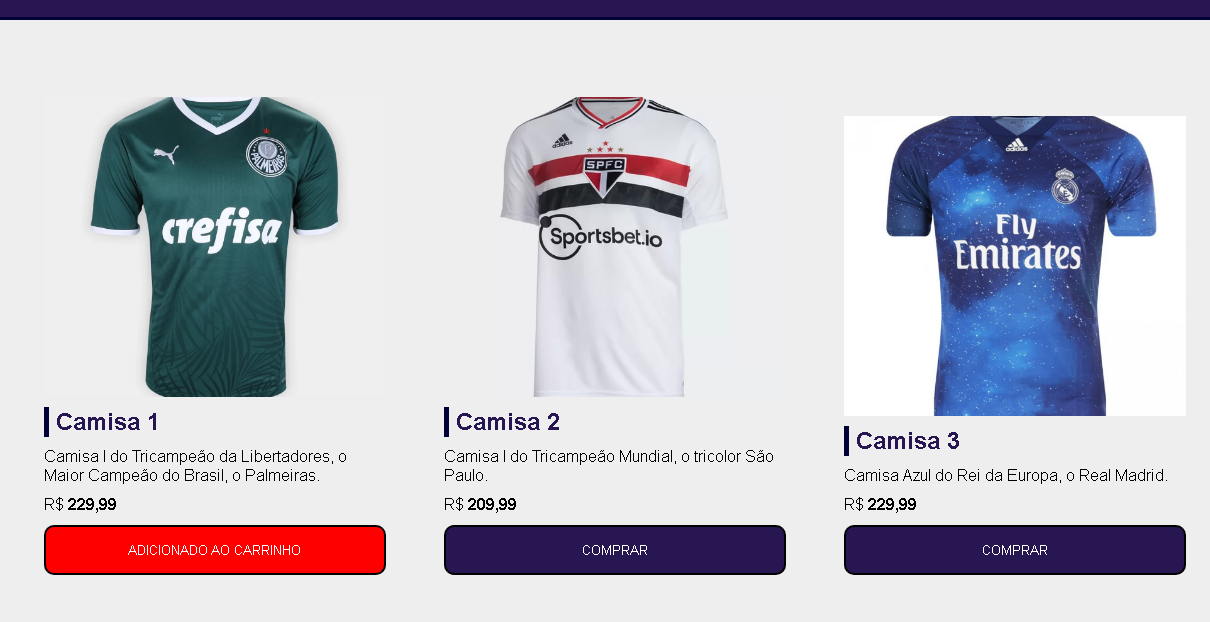 PALMEIRAS
crefisa
Camisa 1
Camisa I do Tricampeão da Libertadores, o
Maior Campeão do Brasil, o Palmeiras.
R$ 229,99
ADICIONADO AO CARRINHO
adidas
SPFC
Sportsbet.io
Camisa 2
Camisa I do Tricampeão Mundial, o tricolor São
Paulo.
R$ 209,99
COMPRAR
adidas
Fly
Emirates
Camisa 3
Camisa Azul do Rei da Europa, o Real Madrid.
R$ 229,99
COMPRAR